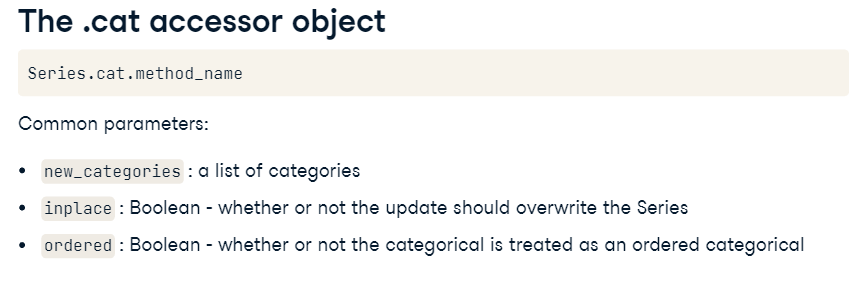 The .cat accessor object
Series.cat.method_name
Common parameters:
• new_categories : a list of categories
• inplace : Boolean - whether or not the update should overwrite the Series
• ordered : Boolean - whether or not the categorical is treated as an ordered categorical